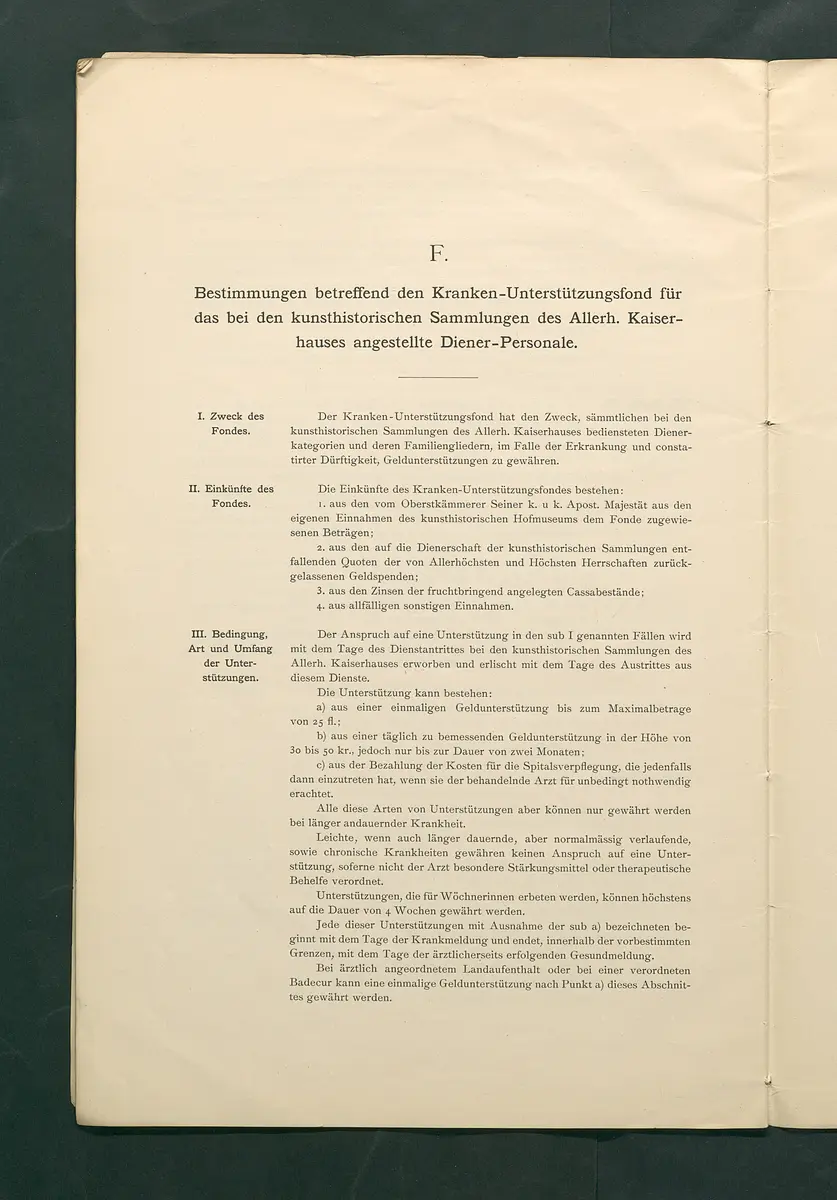 F.
Bestimmungen betreffend den Kranken-Unterstützungsfond für
das bei den kunsthistorischen Sammlungen des Allerh. Kaiser-
hauses angestellte Diener-Personale.
I. Zweck des
Fondes.
Der Kranken-Unterstützungsfond hat den Zweck, sämmtlichen bei den
kunsthistorischen Sammlungen des Allerh. Kaiserhauses bediensteten Diener-
kategorien und deren Familiengliedern, im Falle der Erkrankung und consta-
tirter Dürftigkeit, Geldunterstützungen zu gewähren.
II. Einkünfte des
Fondes.
Die Einkünfte des Kranken-Unterstützungsfondes bestehen:
1. aus den vom Oberstkämmerer Seiner k. u. k. Apost. Majestät aus den
eigenen Einnahmen des kunsthistorischen Hofmuseums dem Fonde zugewie-
senen Beträgen;
2. aus den auf die Dienerschaft der kunsthistorischen Sammlungen ent-
fallenden Quoten der von Allerhöchsten und Höchsten Herrschaften zurück-
gelassenen Geldspenden;
3. aus den Zinsen der fruchtbringend angelegten Cassabestände;
4. aus allfälligen sonstigen Einnahmen.
III. Bedingung,
Art und Umfang
der Unter-
stützungen.
Der Anspruch auf eine Unterstützung in den sub I genannten Fällen wird
mit dem Tage des Dienstantrittes bei den kunsthistorischen Sammlungen des
Allerh. Kaiserhauses erworben und erlischt mit dem Tage des Austrittes aus
diesem Dienste.
Die Unterstützung kann bestehen:
a) aus einer einmaligen Geldunterstützung bis zum Maximalbetrage
von 25 fl.;
b) aus einer täglich zu bemessenden Geldunterstützung in der Höhe von
30 bis 50 kr., jedoch nur bis zur Dauer von zwei Monaten;
c) aus der Bezahlung der Kosten für die Spitalsverpflegung, die jedenfalls
dann einzutreten hat, wenn sie der behandelnde Arzt für unbedingt nothwendig
erachtet.
Alle diese Arten von Unterstützungen aber können nur gewährt werden
bei länger andauernder Krankheit.
Leichte, wenn auch länger dauernde, aber normalmässig verlaufende,
sowie chronische Krankheiten gewähren keinen Anspruch auf eine Unter-
stützung, soferne nicht der Arzt besondere Stärkungsmittel oder therapeutische
Behelfe verordnet.
Unterstützungen, die für Wöchnerinnen erbeten werden, können höchstens
auf die Dauer von 4 Wochen gewährt werden.
Jede dieser Unterstützungen mit Ausnahme der sub a) bezeichneten be-
ginnt mit dem Tage der Krankmeldung und endet, innerhalb der vorbestimmten
Grenzen, mit dem Tage der ärztlicherseits erfolgenden Gesundmeldung.
Bei ärztlich angeordnetem Landaufenthalt oder bei einer verordneten
Badecur kann eine einmalige Geldunterstützung nach Punkt a) dieses Abschnit-
tes gewährt werden.